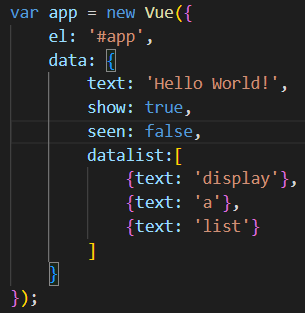 var app = new Vue({
    el: '#app',
    data: {
        text: 'Hello World!',
        show: true,
        seen: false,
        datalist:[
            {text: 'display'},
            {text: 'a'},
            {text: 'list'}
        ]
    }
});